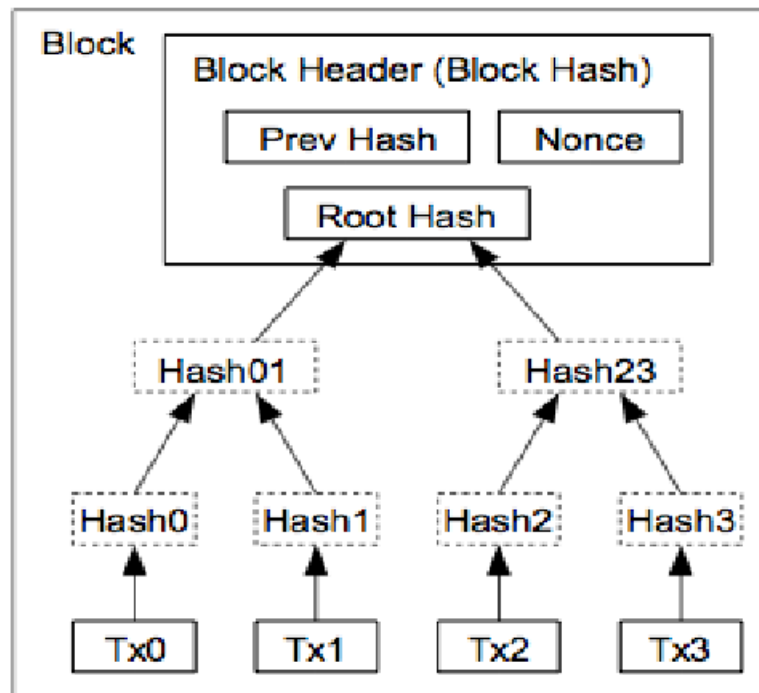 Block
Block Header (Block Hash)
Prev Hash
Nonce
Root Hash
Hash01
Hash23
Hash0
Hash1
Hash2
Hash3
Tx0
Tx1
Tx2
Tx3